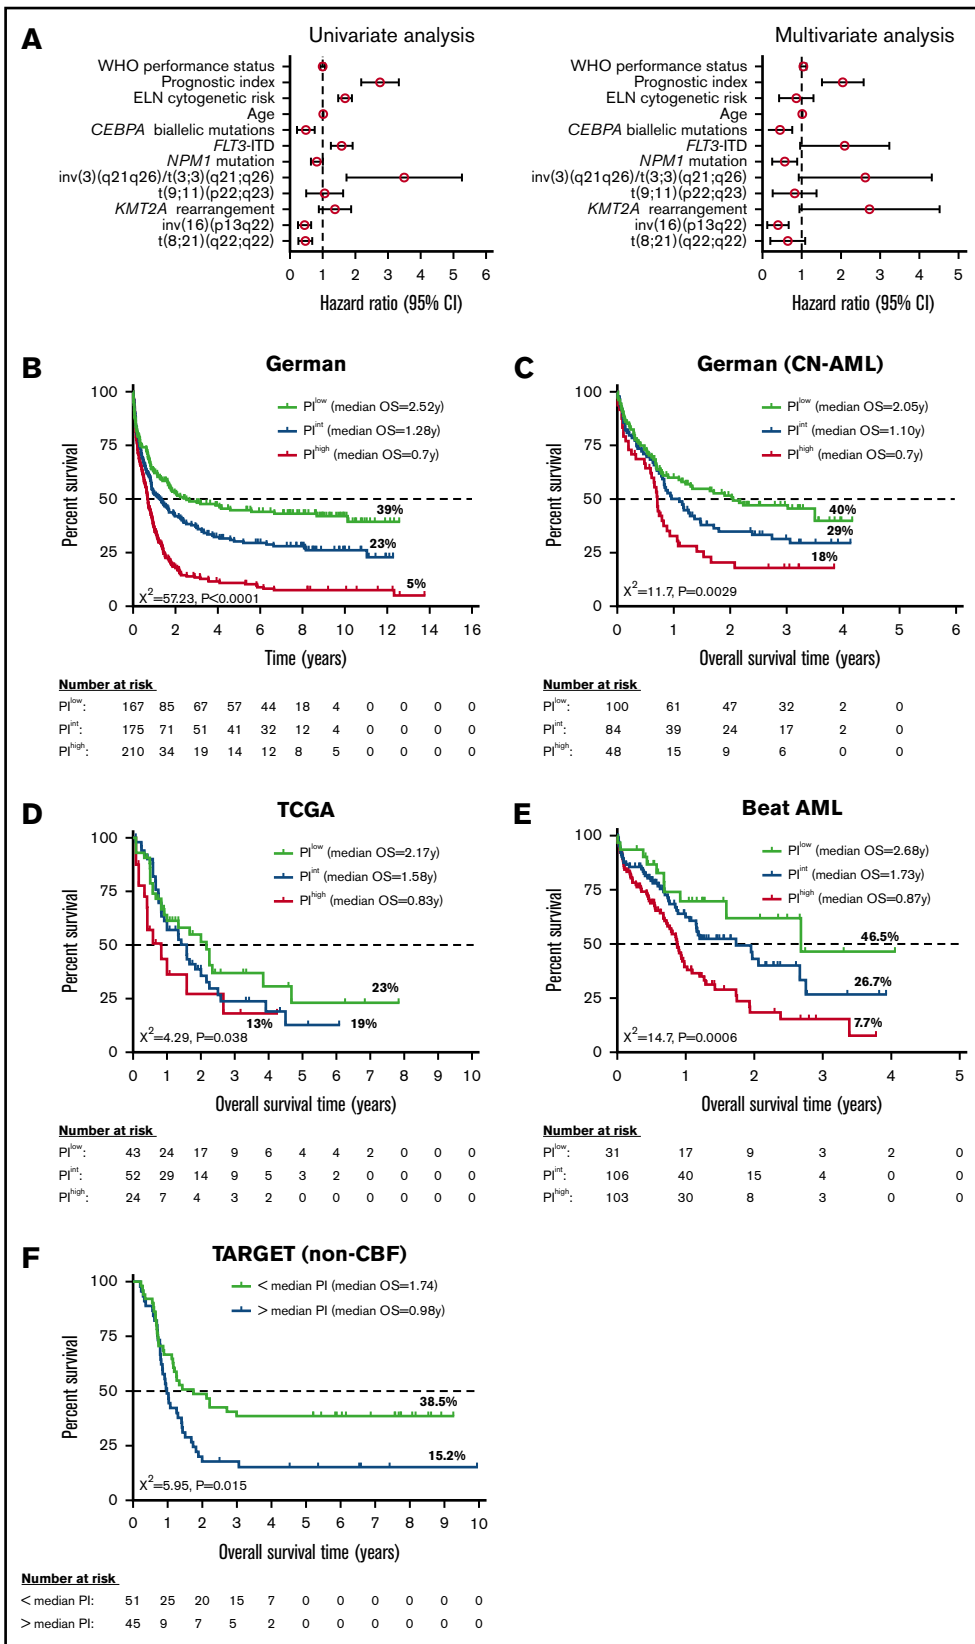 A
Univariate analysis
WHO performance status
Prognostic index
ELN cytogenetic risk
Age
CEBPA biallelic mutations
FLT3-ITD
NPM1 mutation
inv(3)(q21q26)/t(3;3)(q21;q26)
t(9;11)(p22;q23)
KMT2A rearrangement
inv(16)(p13q22)
t(8;21)(q22;q22)
0 1 2 3 4 5 6
Hazard ratio (95% CI)
Multivariate analysis
WHO performance status
Prognostic index
ELN cytogenetic risk
Age
CEBPA biallelic mutations
FLT3-ITD
NPM1 mutation
inv(3)(q21q26)/t(3;3)(q21;q26)
t(9;11)(p22;q23)
KMT2A rearrangement
inv(16)(p13q22)
t(8;21)(q22;q22)
0 1 2 3 4 5
Hazard ratio (95% CI)
B
German
Percent survival
100
75
50
25
0
PIlow (median OS=2.52y)
PIint (median OS=1.28y)
PIhigh (median OS=0.7y)
39%
23%
5%
X2=57.23, P<0.0001
0 2 4 6 8 10 12 14 16
Time (years)
Number at risk
PIlow: 167 85 67 57 44 18 4 0 0 0 0
PIint: 175 71 51 41 32 12 4 0 0 0 0
PIhigh: 210 34 19 14 12 8 5 0 0 0 0
C
German (CN-AML)
Percent survival
100
75
50
25
0
PIlow (median OS=2.05y)
PIint (median OS=1.10y)
PIhigh (median OS=0.7y)
40%
29%
18%
X2=11.7, P=0.0029
0 1 2 3 4 5 6
Overall survival time (years)
Number at risk
PIlow: 100 61 47 32 2 0
PIint: 84 39 24 17 2 0
PIhigh: 48 15 9 6 0 0
D
TCGA
Percent survival
100
75
50
25
0
PIlow (median OS=2.17y)
PIint (median OS=1.58y)
PIhigh (median OS=0.83y)
23%
13%
19%
X2=4.29, P=0.038
0 1 2 3 4 5 6 7 8 9 10
Overall survival time (years)
Number at risk
PIlow: 43 24 17 9 6 4 4 2 0 0 0
PIint: 52 29 14 9 5 3 2 0 0 0 0
PIhigh: 24 7 4 3 2 0 0 0 0 0 0
E
Beat AML
Percent survival
100
75
50
25
0
PIlow (median OS=2.68y)
PIint (median OS=1.73y)
PIhigh (median OS=0.87y)
46.5%
26.7%
7.7%
X2=14.7, P=0.0006
0 1 2 3 4 5
Overall survival time (years)
Number at risk
PIlow: 31 17 9 3 2 0
PIint: 106 40 15 4 0 0
PIhigh: 103 30 8 3 0 0
F
TARGET (non-CBF)
Percent survival
100
75
50
25
0
< median PI (median OS=1.74)
> median PI (median OS=0.98y)
38.5%
15.2%
X2=5.95, P=0.015
0 1 2 3 4 5 6 7 8 9 10
Overall survival time (years)
Number at risk
< median PI: 51 25 20 15 7 0 0 0 0 0 0
> median PI: 45 9 7 5 2 0 0 0 0 0 0